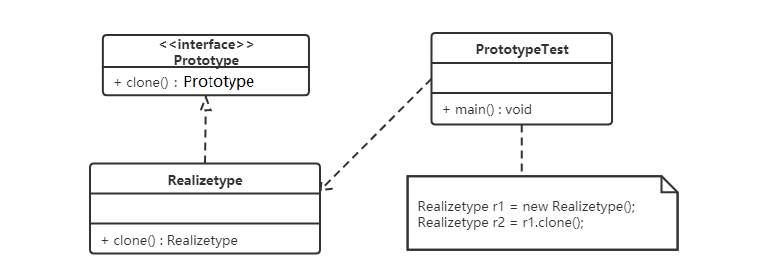 <<interface>>
Prototype
+ clone() : Prototype
PrototypeTest
+ main() : void
Realizetype
+ clone() : Realizetype
Realizetype r1 = new Realizetype();
Realizetype r2 = r1.clone();